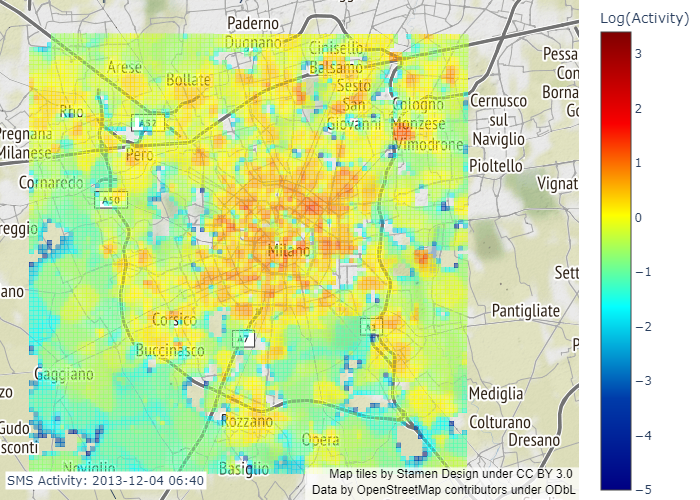 Log(Activity)
Paderno
Dugnano
Cinisello
Balsamo
Pessa
Con
Borna
Go
Arese
Bollate
Sesto
San
Giovanni
Cologno
Monzese
Cernusco
sul
Naviglio
Rho
A52
Pregnana
Milanese
Pero
Vimodrone
Pioltello
Cornaredo
A50
Vignat
reggio
Milano
Sett
ano
Pantigliate
Corsico
A7
Buccinasco
P
Gaggiano
zo
Mediglia
Rozzano
Colturano
Gudo
sconti
Opera
Dresano
Noviglio
Basiglio
SMS Activity: 2013-12-04 06:40
Map tiles by Stamen Design under CC BY 3.0
Data by OpenStreetMap contributors under ODbL
3
2
1
0
−1
−2
−3
−4
−5